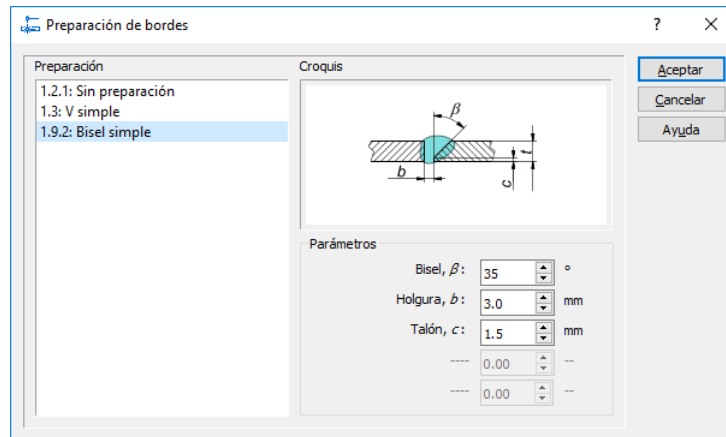 Preparación de bordes
?
Preparación
1.2.1: Sin preparación
1.3: V simple
1.9.2: Bisel simple
Croquis
β
b
c
t
Parámetros
Bisel, β: 35 °
Holgura, b: 3.0 mm
Talón, c: 1.5 mm
---- 0.00 --
---- 0.00 --
Aceptar
Cancelar
Ayuda